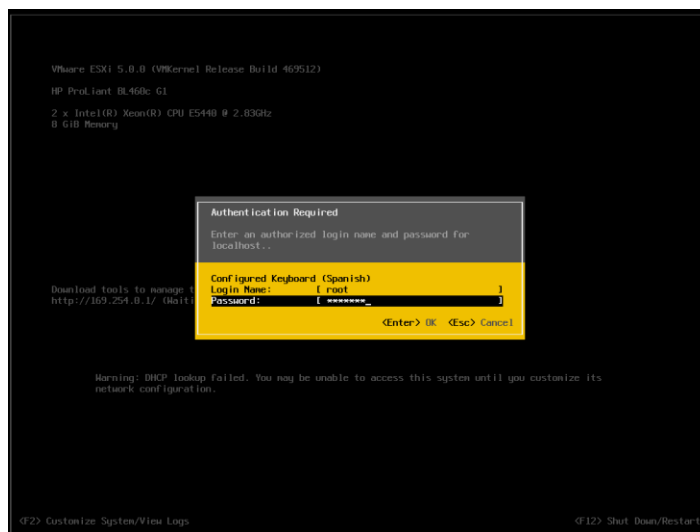 VMware ESXi 5.0.0 (VMKernel Release Build 469512)
HP ProLiant BL460c G1
2 x Intel(R) Xeon(R) CPU E5440 @ 2.83GHz
8 GiB Memory
Authentication Required
Enter an authorized login name and password for
localhost..
Configured Keyboard (Spanish)
Login Name: [ root ]
Password: [ *******_ ]
<Enter> OK <Esc> Cancel
Download tools to manage t
http://169.254.0.1/ (Waiti
Warning: DHCP lookup failed. You may be unable to access this system until you customize its
network configuration.
<F2> Customize System/View Logs
<F12> Shut Down/Restart